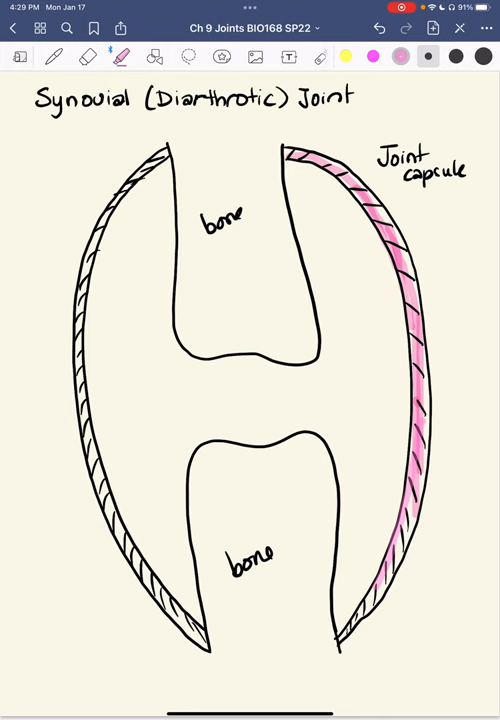 4:29 PM Mon Jan 17
91%
Ch 9 Joints BIO168 SP22
Synovial (Diarthrotic) Joint
Joint
capsule
bone
bone